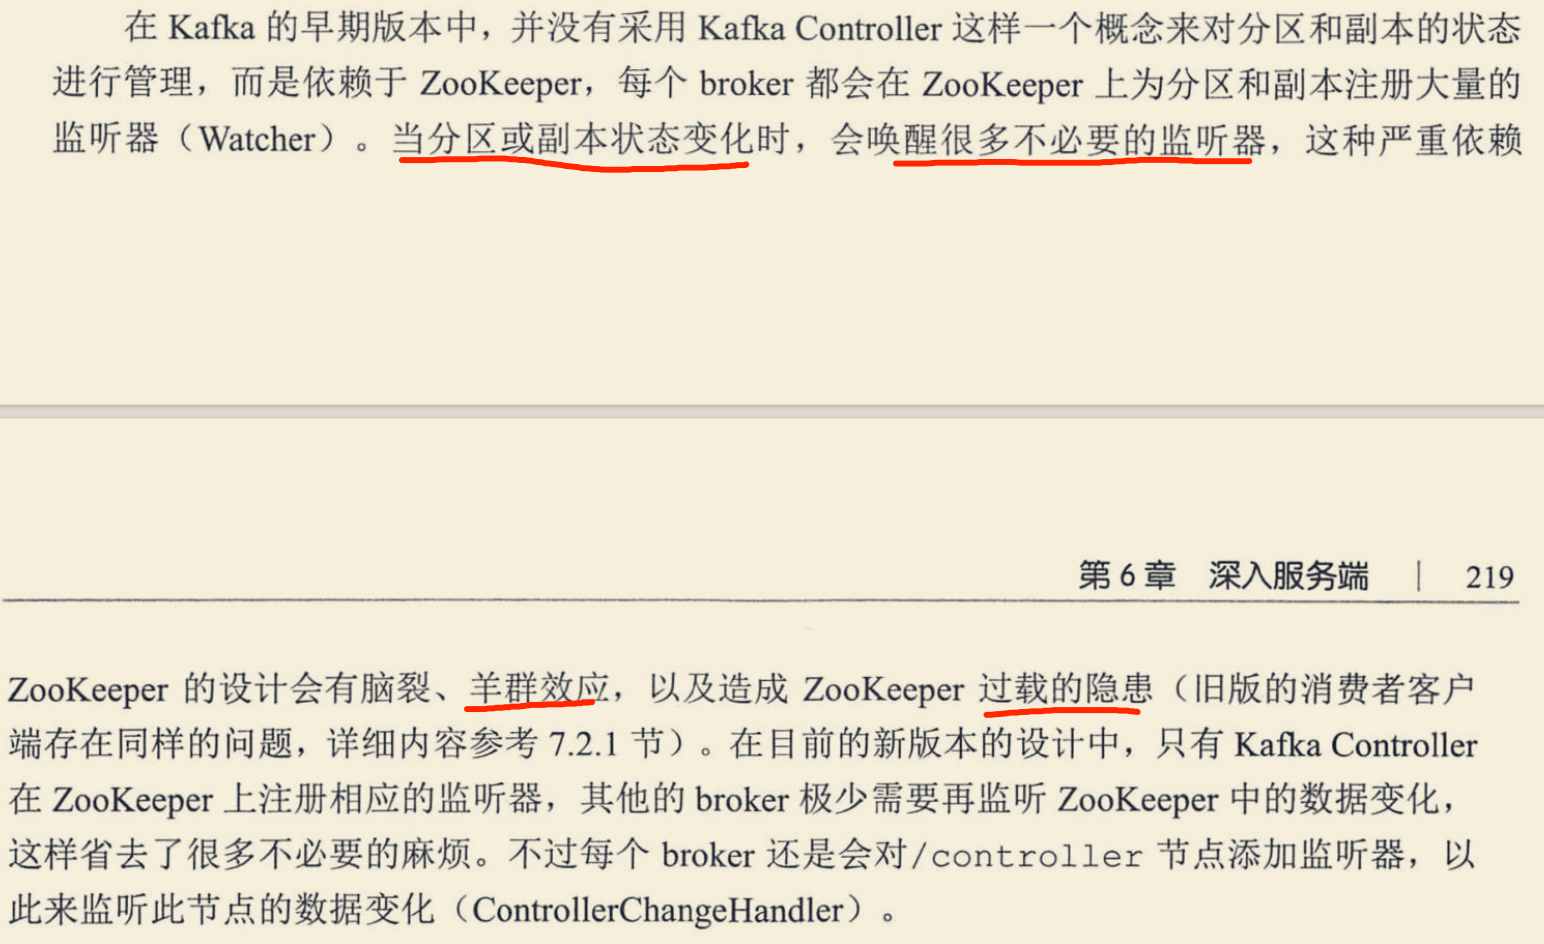 在 Kafka 的早期版本中，并没有采用 Kafka Controller 这样一个概念来对分区和副本的状态
进行管理，而是依赖于 ZooKeeper，每个 broker 都会在 ZooKeeper 上为分区和副本注册大量的
监听器（Watcher）。当分区或副本状态变化时，会唤醒很多不必要的监听器，这种严重依赖
第 6 章　深入服务端 | 219
ZooKeeper 的设计会有脑裂、羊群效应，以及造成 ZooKeeper 过载的隐患（旧版的消费者客户
端存在同样的问题，详细内容参考 7.2.1 节）。在目前的新版本的设计中，只有 Kafka Controller
在 ZooKeeper 上注册相应的监听器，其他的 broker 极少需要再监听 ZooKeeper 中的数据变化，
这样省去了很多不必要的麻烦。不过每个 broker 还是会对/controller 节点添加监听器，以
此来监听此节点的数据变化（ControllerChangeHandler）。